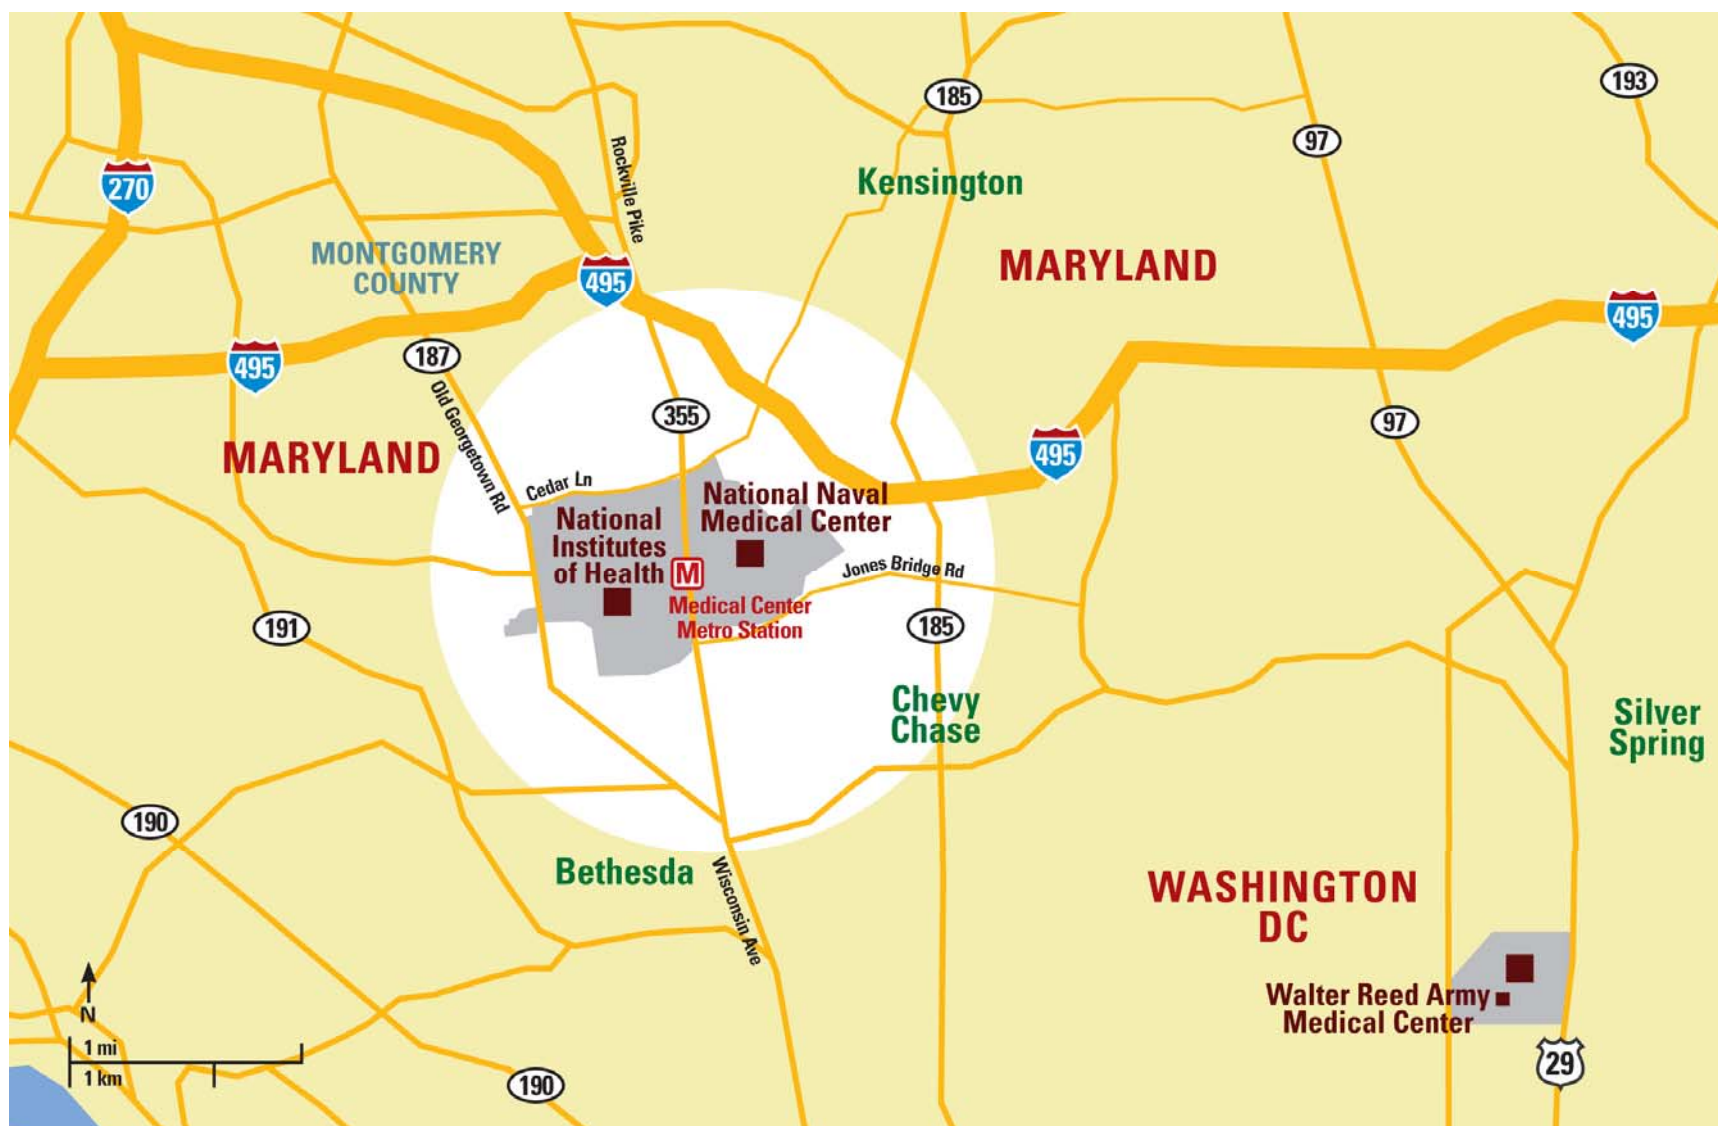 193
185
97
Rockville Pike
270
Kensington
MONTGOMERY
COUNTY
MARYLAND
495
495
187
495
355
97
Old Georgetown Rd
MARYLAND
495
Cedar Ln
National Naval
Medical Center
National
Institutes
of Health
M
Jones Bridge Rd
Medical Center
Metro Station
191
185
Chevy
Chase
Silver
Spring
190
Bethesda
Wisconsin Ave
WASHINGTON
DC
Walter Reed Army
Medical Center
N
1 mi
1 km
190
29